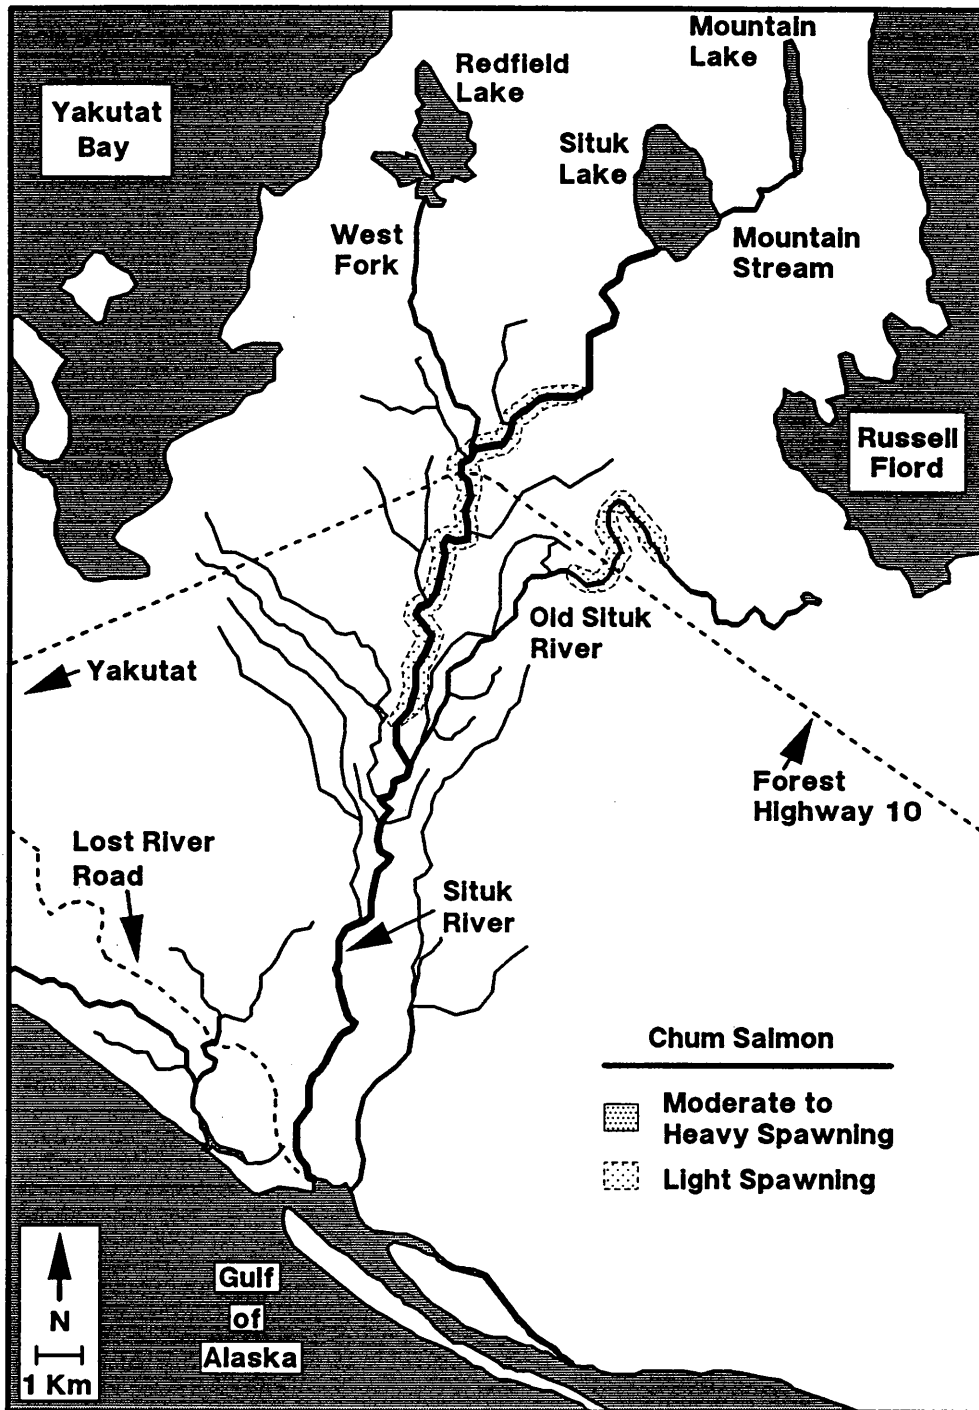 Mountain
Lake
Redfield
Lake
Yakutat
Bay
Situk
Lake
West
Fork
Mountain
Stream
Russell
Fiord
Old Situk
River
Yakutat
Forest
Highway 10
Lost River
Road
Situk
River
Chum Salmon
Moderate to
Heavy Spawning
Light Spawning
N
1 Km
Gulf
of
Alaska